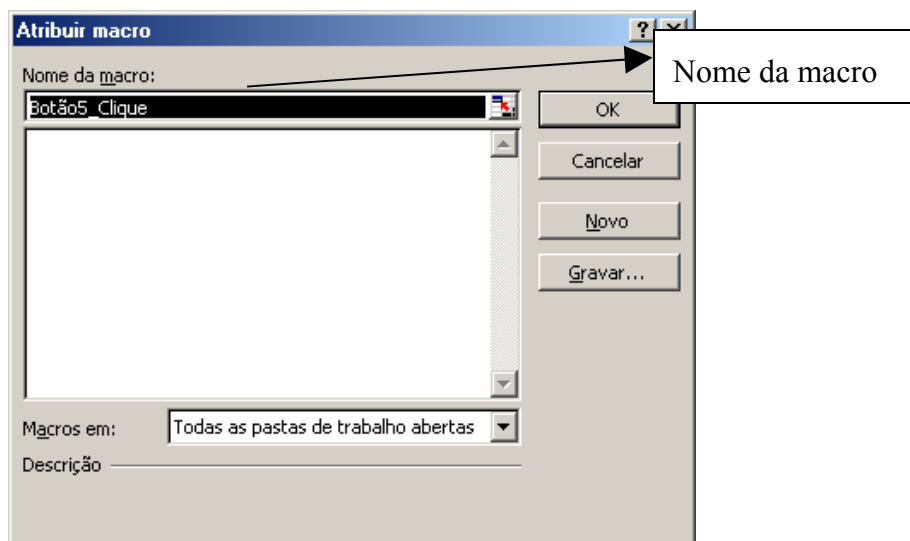 Atribuir macro
Nome da macro:
Nome da macro
Botão5_Clique
OK
Cancelar
Novo
Gravar...
Macros em:
Todas as pastas de trabalho abertas
Descrição